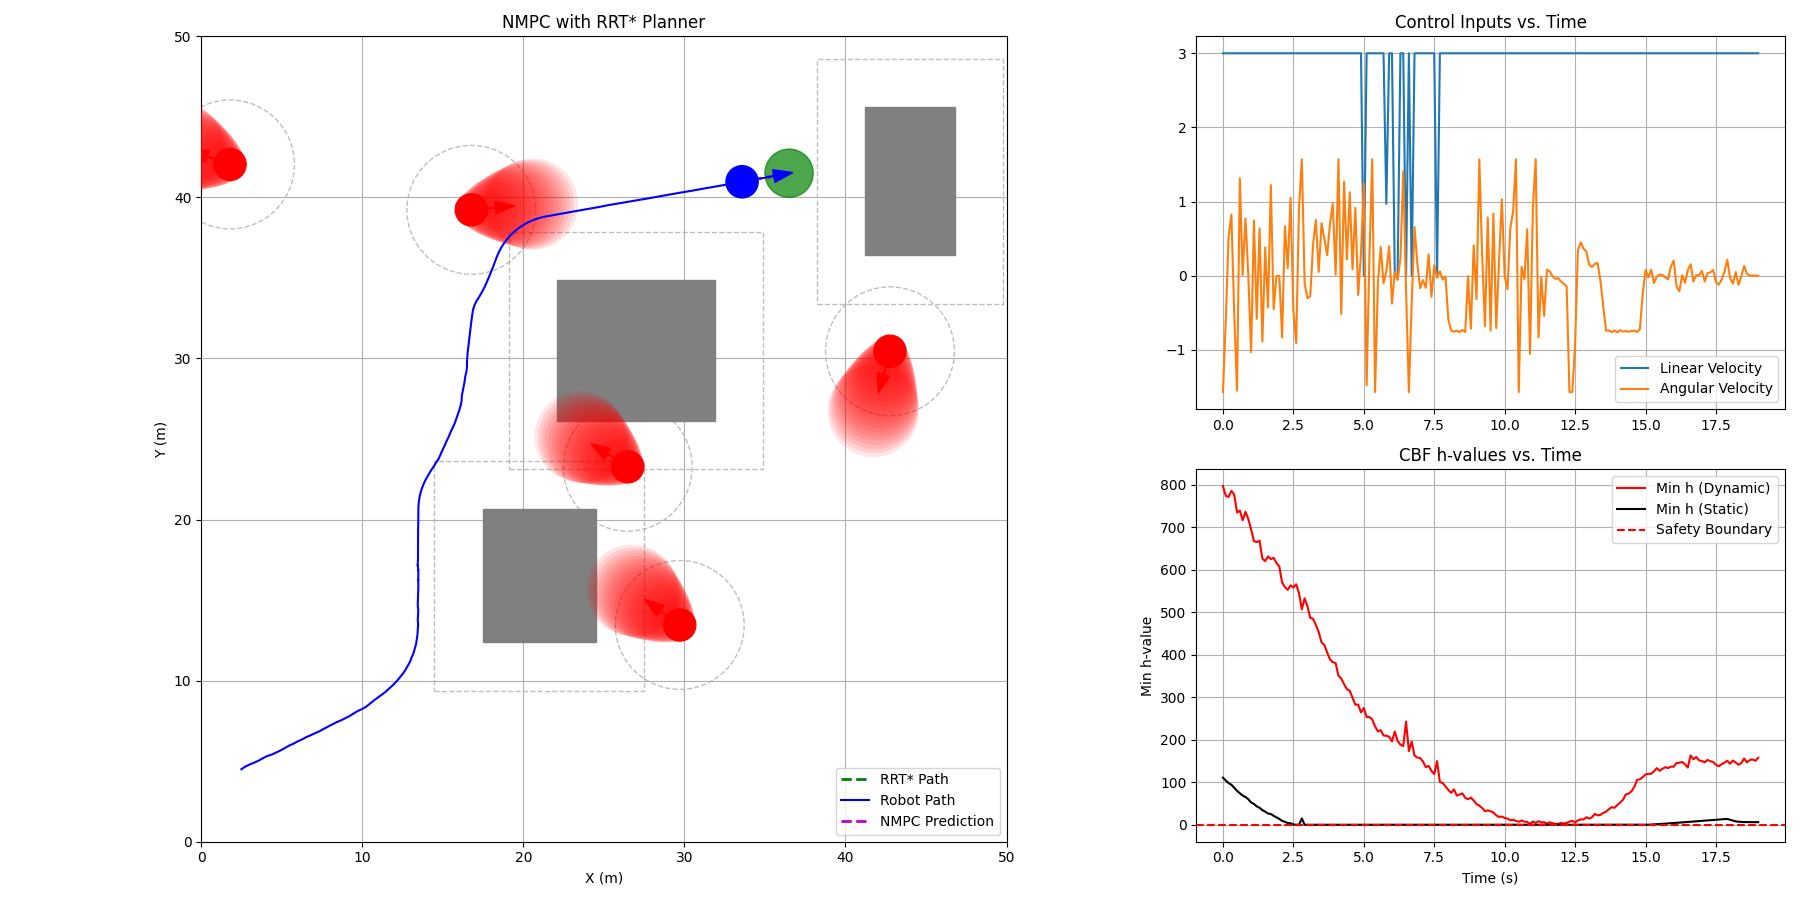 NMPC with RRT* Planner
50
40
30
20
10
0
Y (m)
0
10
20
30
40
50
X (m)
RRT* Path
Robot Path
NMPC Prediction
Control Inputs vs. Time
3
2
1
0
−1
Linear Velocity
Angular Velocity
0.0
2.5
5.0
7.5
10.0
12.5
15.0
17.5
CBF h-values vs. Time
800
700
600
500
400
300
200
100
0
Min h-value
Min h (Dynamic)
Min h (Static)
Safety Boundary
0.0
2.5
5.0
7.5
10.0
12.5
15.0
17.5
Time (s)